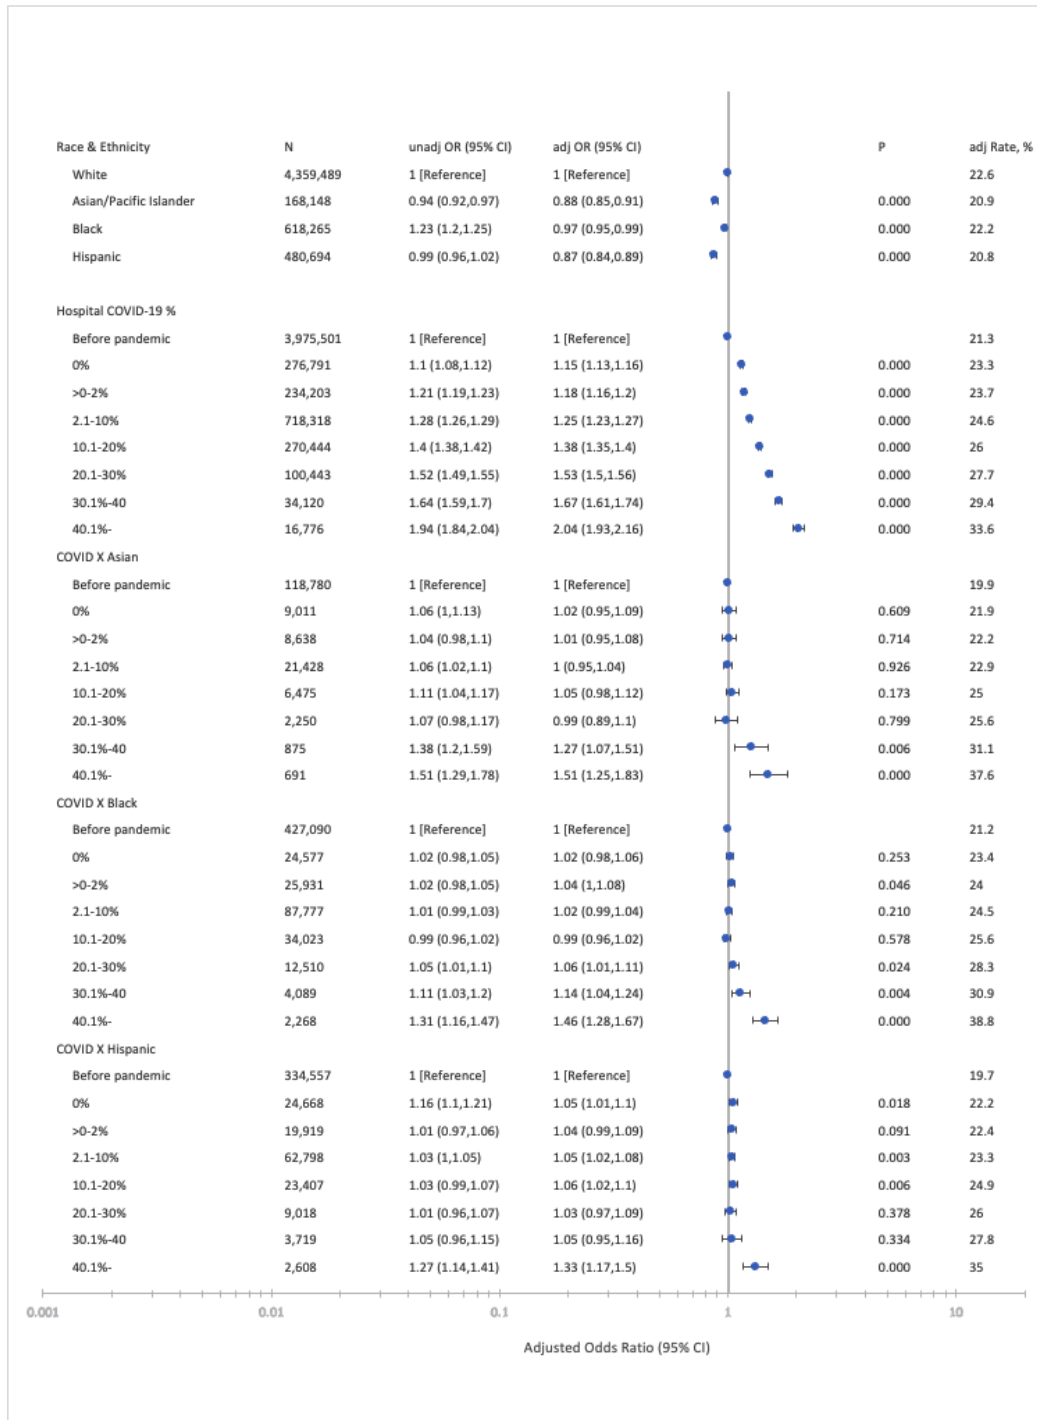 Race & Ethnicity N unadj OR (95% CI) adj OR (95% CI) P adj Rate, %
White 4,359,489 1 [Reference] 1 [Reference] 22.6
Asian/Pacific Islander 168,148 0.94 (0.92,0.97) 0.88 (0.85,0.91) 0.000 20.9
Black 618,265 1.23 (1.2,1.25) 0.97 (0.95,0.99) 0.000 22.2
Hispanic 480,694 0.99 (0.96,1.02) 0.87 (0.84,0.89) 0.000 20.8
Hospital COVID-19 %
Before pandemic 3,975,501 1 [Reference] 1 [Reference] 21.3
0% 276,791 1.1 (1.08,1.12) 1.15 (1.13,1.16) 0.000 23.3
>0-2% 234,203 1.21 (1.19,1.23) 1.18 (1.16,1.2) 0.000 23.7
2.1-10% 718,318 1.28 (1.26,1.29) 1.25 (1.23,1.27) 0.000 24.6
10.1-20% 270,444 1.4 (1.38,1.42) 1.38 (1.35,1.4) 0.000 26
20.1-30% 100,443 1.52 (1.49,1.55) 1.53 (1.5,1.56) 0.000 27.7
30.1%-40 34,120 1.64 (1.59,1.7) 1.67 (1.61,1.74) 0.000 29.4
40.1%- 16,776 1.94 (1.84,2.04) 2.04 (1.93,2.16) 0.000 33.6
COVID X Asian
Before pandemic 118,780 1 [Reference] 1 [Reference] 19.9
0% 9,011 1.06 (1,1.13) 1.02 (0.95,1.09) 0.609 21.9
>0-2% 8,638 1.04 (0.98,1.1) 1.01 (0.95,1.08) 0.714 22.2
2.1-10% 21,428 1.06 (1.02,1.1) 1 (0.95,1.04) 0.926 22.9
10.1-20% 6,475 1.11 (1.04,1.17) 1.05 (0.98,1.12) 0.173 25
20.1-30% 2,250 1.07 (0.98,1.17) 0.99 (0.89,1.1) 0.799 25.6
30.1%-40 875 1.38 (1.2,1.59) 1.27 (1.07,1.51) 0.006 31.1
40.1%- 691 1.51 (1.29,1.78) 1.51 (1.25,1.83) 0.000 37.6
COVID X Black
Before pandemic 427,090 1 [Reference] 1 [Reference] 21.2
0% 24,577 1.02 (0.98,1.05) 1.02 (0.98,1.06) 0.253 23.4
>0-2% 25,931 1.02 (0.98,1.05) 1.04 (1,1.08) 0.046 24
2.1-10% 87,777 1.01 (0.99,1.03) 1.02 (0.99,1.04) 0.210 24.5
10.1-20% 34,023 0.99 (0.96,1.02) 0.99 (0.96,1.02) 0.578 25.6
20.1-30% 12,510 1.05 (1.01,1.1) 1.06 (1.01,1.11) 0.024 28.3
30.1%-40 4,089 1.11 (1.03,1.2) 1.14 (1.04,1.24) 0.004 30.9
40.1%- 2,268 1.31 (1.16,1.47) 1.46 (1.28,1.67) 0.000 38.8
COVID X Hispanic
Before pandemic 334,557 1 [Reference] 1 [Reference] 19.7
0% 24,668 1.16 (1.1,1.21) 1.05 (1.01,1.1) 0.018 22.2
>0-2% 19,919 1.01 (0.97,1.06) 1.04 (0.99,1.09) 0.091 22.4
2.1-10% 62,798 1.03 (1,1.05) 1.05 (1.02,1.08) 0.003 23.3
10.1-20% 23,407 1.03 (0.99,1.07) 1.06 (1.02,1.1) 0.006 24.9
20.1-30% 9,018 1.01 (0.96,1.07) 1.03 (0.97,1.09) 0.378 26
30.1%-40 3,719 1.05 (0.96,1.15) 1.05 (0.95,1.16) 0.334 27.8
40.1%- 2,608 1.27 (1.14,1.41) 1.33 (1.17,1.5) 0.000 35
0.001 0.01 0.1 1 10
Adjusted Odds Ratio (95% CI)